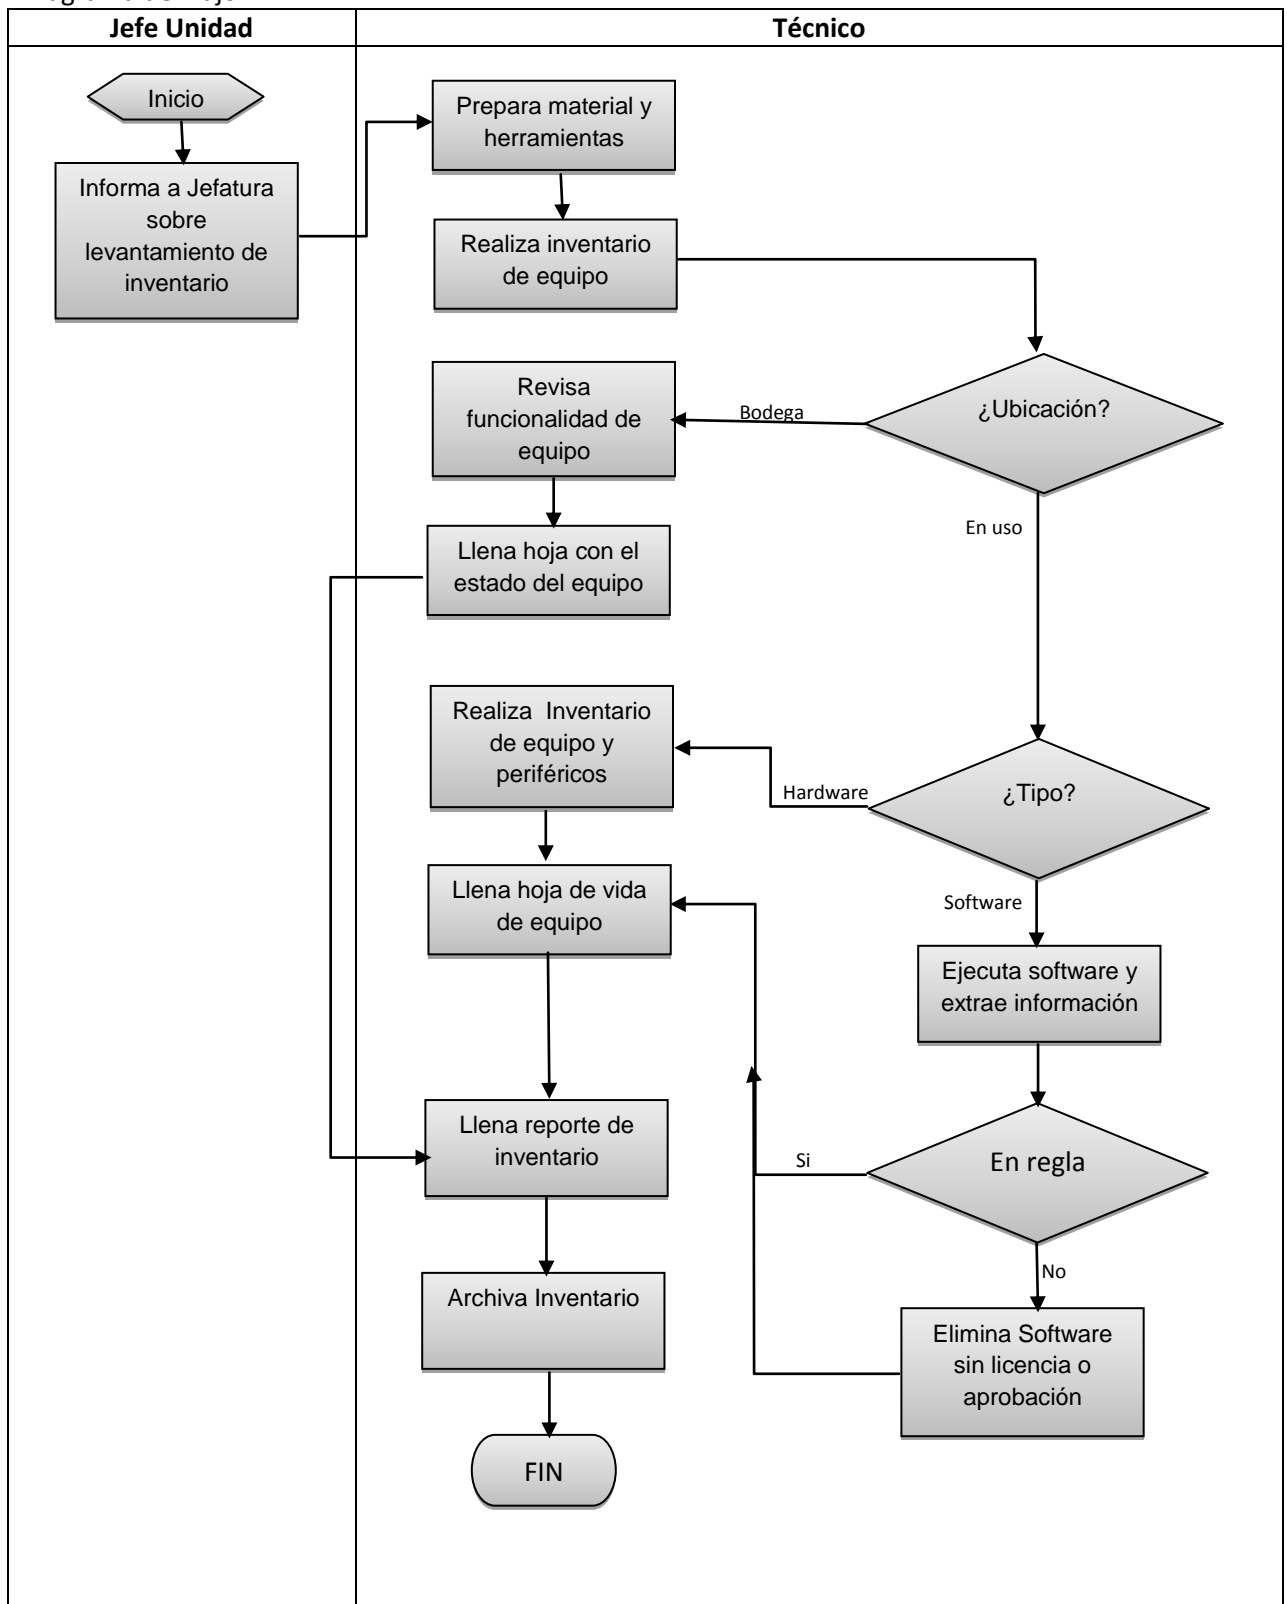 Jefe Unidad
Técnico
Inicio
Informa a Jefatura
sobre
levantamiento de
inventario
Prepara material y
herramientas
Realiza inventario
de equipo
¿Ubicación?
Bodega
Revisa
funcionalidad de
equipo
En uso
Llena hoja con el
estado del equipo
¿Tipo?
Hardware
Realiza Inventario
de equipo y
periféricos
Llena hoja de vida
de equipo
Software
Ejecuta software y
extrae información
En regla
Si
No
Elimina Software
sin licencia o
aprobación
Llena reporte de
inventario
Archiva Inventario
FIN